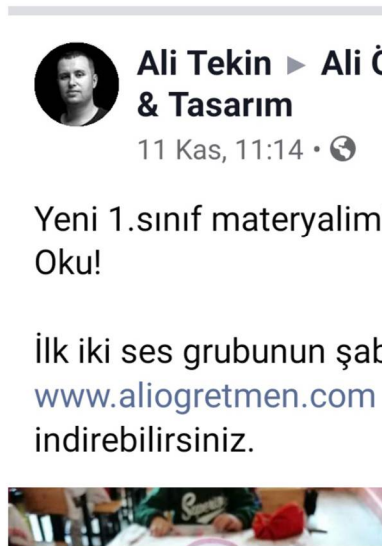 Ali Tekin ▸ Ali Ö
& Tasarım
11 Kas, 11:14 •
Yeni 1.sınıf materyalim
Oku!
İlk iki ses grubunun
www.aliogretmen.com
indirebilirsiniz.